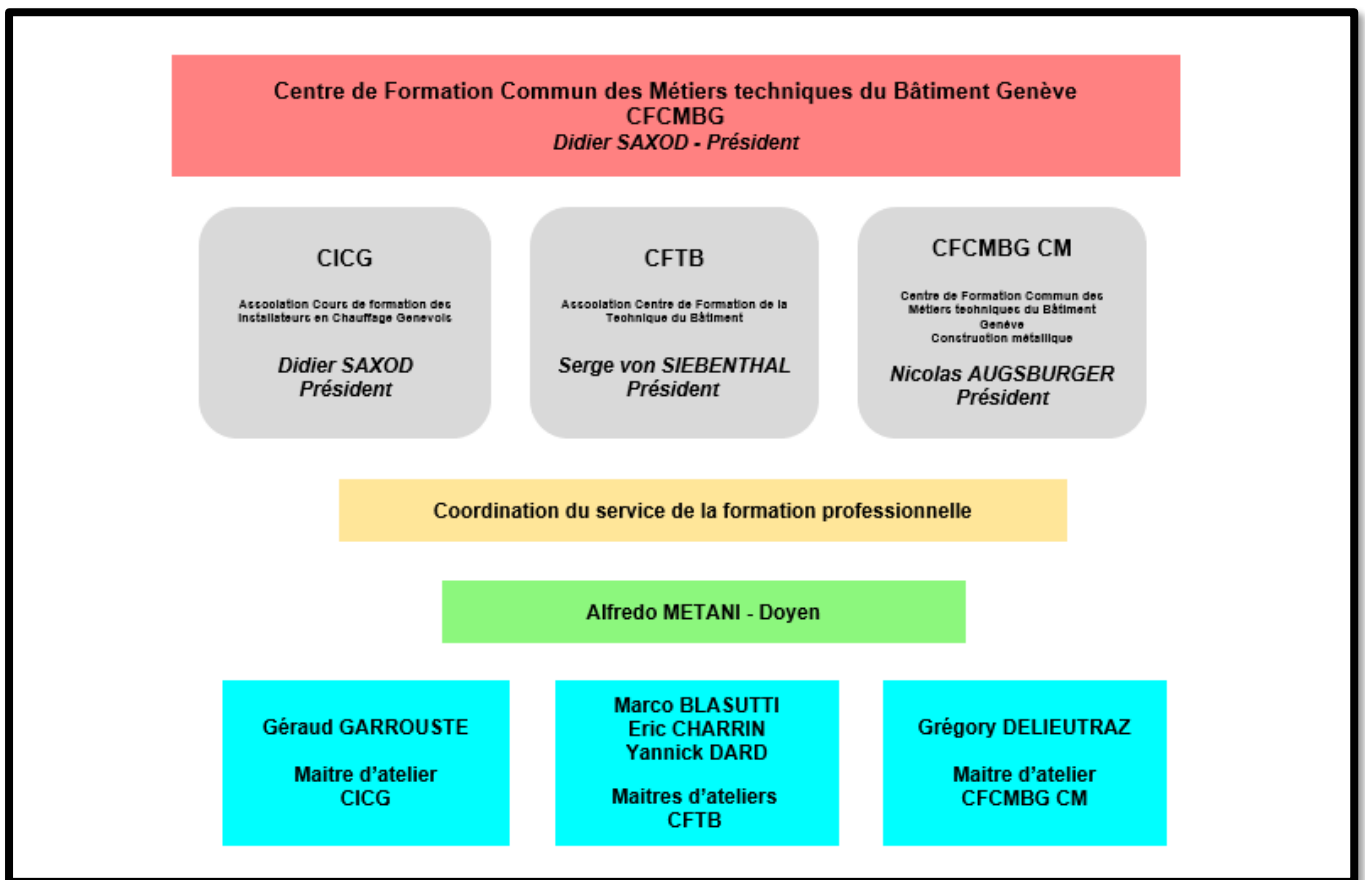 Centre de Formation Commun des Métiers techniques du Bâtiment Genève
CFCMBG
Didier SAXOD - Président
CICG
Association Cours de formation des
Installateurs en Chauffage Genevois
Didier SAXOD
Président
CFTB
Association Centre de Formation de la
Technique du Bâtiment
Serge von SIEBENTHAL
Président
CFCMBG CM
Centre de Formation Commun des
Métiers techniques du Bâtiment
Genève
Construction métallique
Nicolas AUGSBURGER
Président
Coordination du service de la formation professionnelle
Alfredo METANI - Doyen
Géraud GARROUSTE
Maitre d'atelier
CICG
Marco BLASUTTI
Eric CHARRIN
Yannick DARD
Maitres d'ateliers
CFTB
Grégory DELIEUTRAZ
Maitre d'atelier
CFCMBG CM